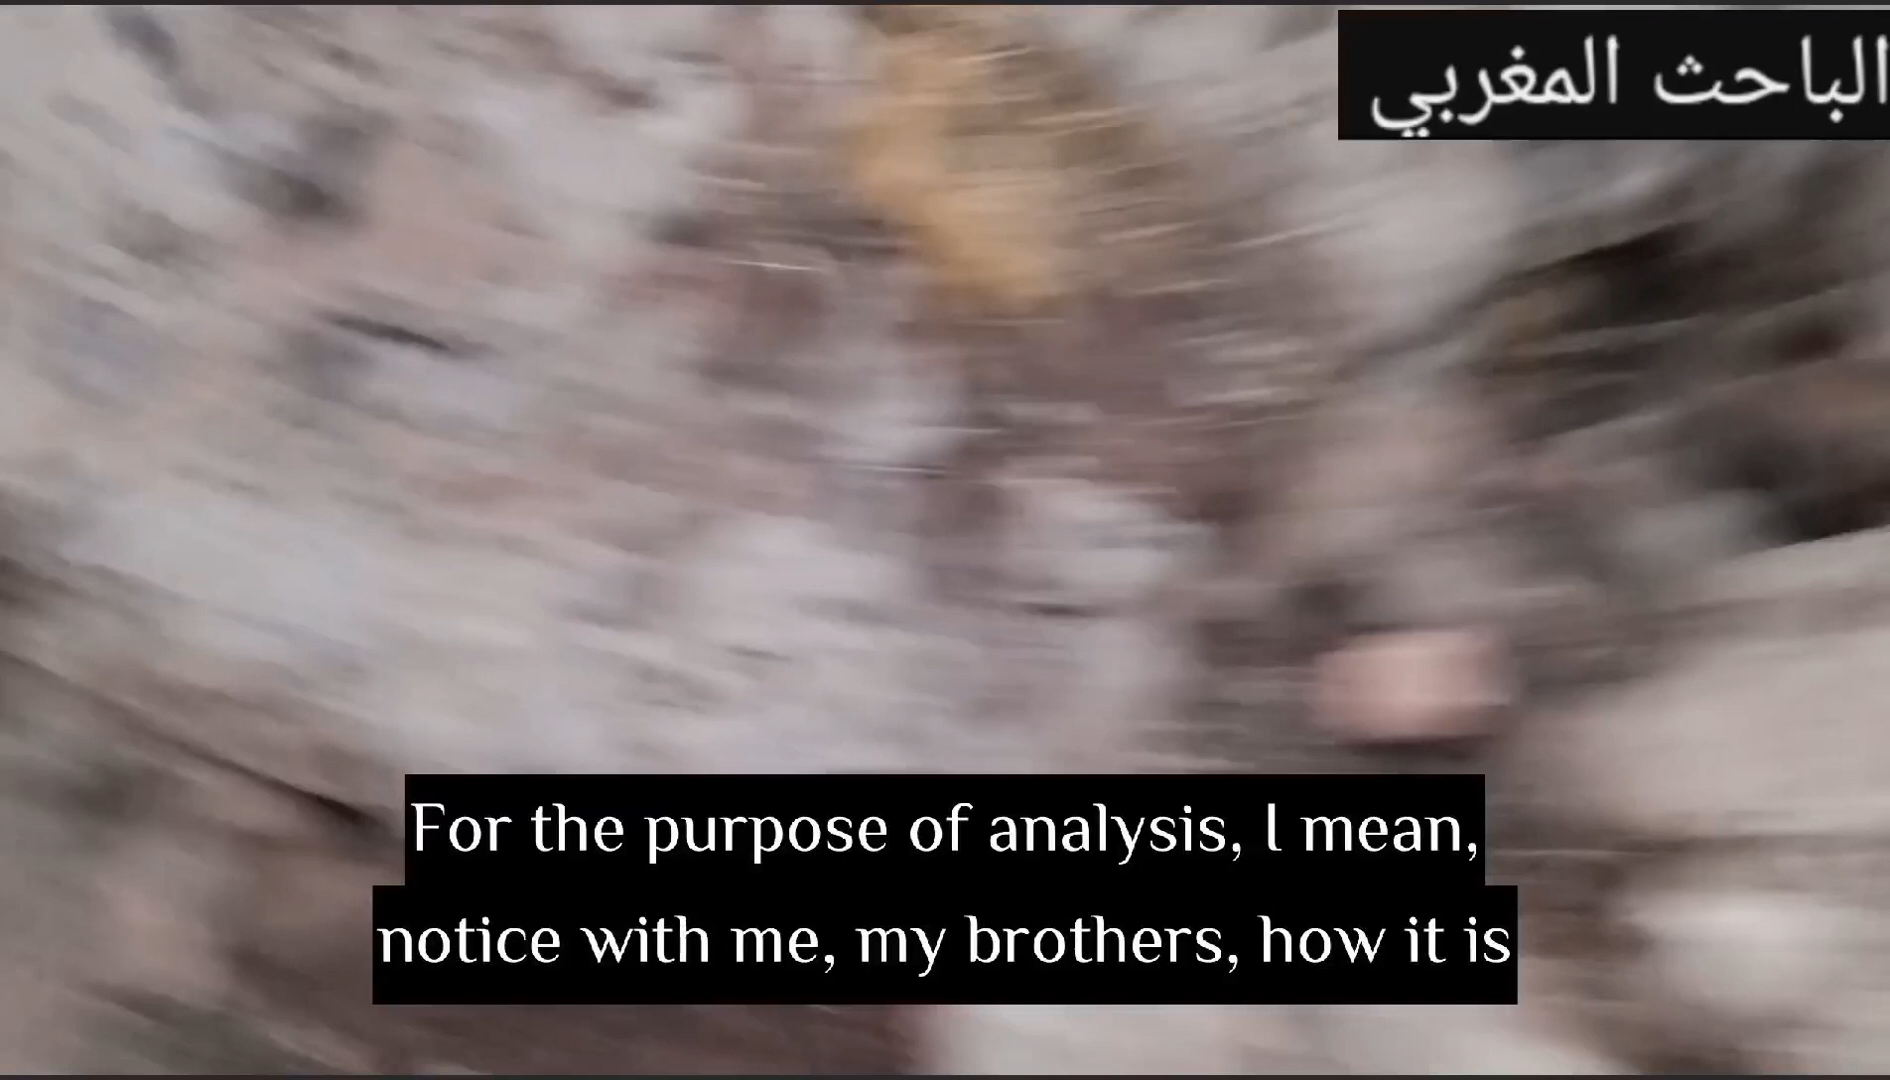 الباحث المغربي
For the purpose of analysis, I mean,
notice with me, my brothers, how it is